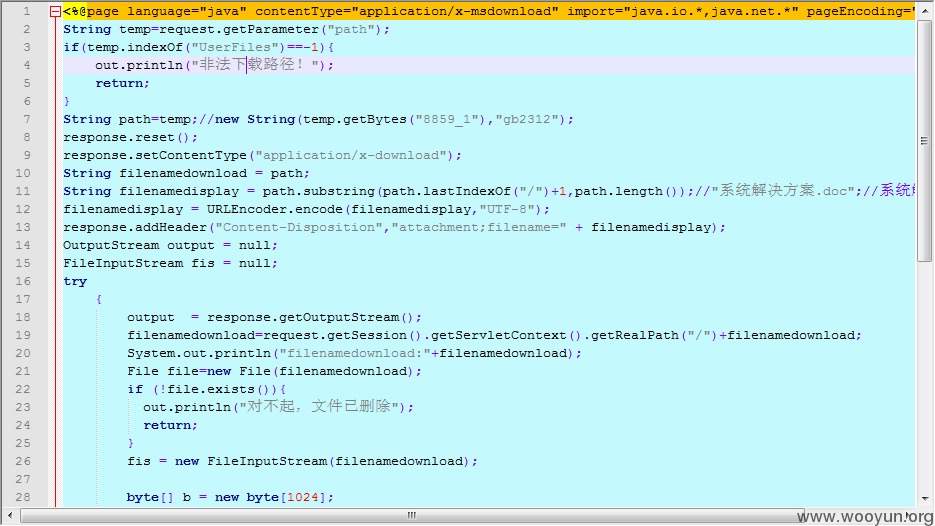 1 <%@page language="java" contentType="application/x-msdownload" import="java.io.*,java.net.*" pageEncoding="
2 String temp=request.getParameter("path");
3 if(temp.indexOf("UserFiles")==-1){
4 out.println("非法下载路径! ");
5 return;
6 }
7 String path=temp;//new String(temp.getBytes("8859_1"),"gb2312");
8 response.reset();
9 response.setContentType("application/x-download");
10 String filenamedownload = path;
11 String filenamedisplay = path.substring(path.lastIndexOf("/")+1,path.length());//"系统解决方案.doc";//系统
12 filenamedisplay = URLEncoder.encode(filenamedisplay,"UTF-8");
13 response.addHeader("Content-Disposition","attachment;filename=" + filenamedisplay);
14 OutputStream output = null;
15 FileInputStream fis = null;
16 try
17 {
18 output = response.getOutputStream();
19 filenamedownload=request.getSession().getServletContext().getRealPath("/")+filenamedownload;
20 System.out.println("filenamedownload:"+filenamedownload);
21 File file=new File(filenamedownload);
22 if (!file.exists()){
23 out.println("对不起，文件已删除");
24 return;
25 }
26 fis = new FileInputStream(filenamedownload);
27
28 byte[] b = new byte[1024];
www.wooyun.org